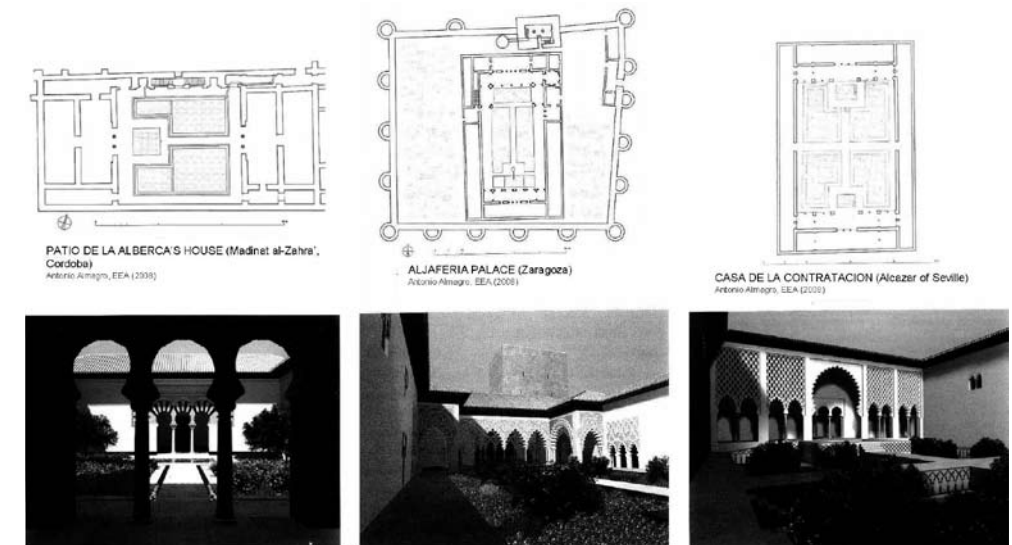 PATIO DE LA ALBERCA'S HOUSE (Madinat al-Zahra',
Cordoba)
Antonio Almagro, EEA (2008)
ALJAFERIA PALACE (Zaragoza)
Antonio Almagro, EEA (2008)
CASA DE LA CONTRATACION (Alcazar of Seville)
Antonio Almagro, EEA (2008)